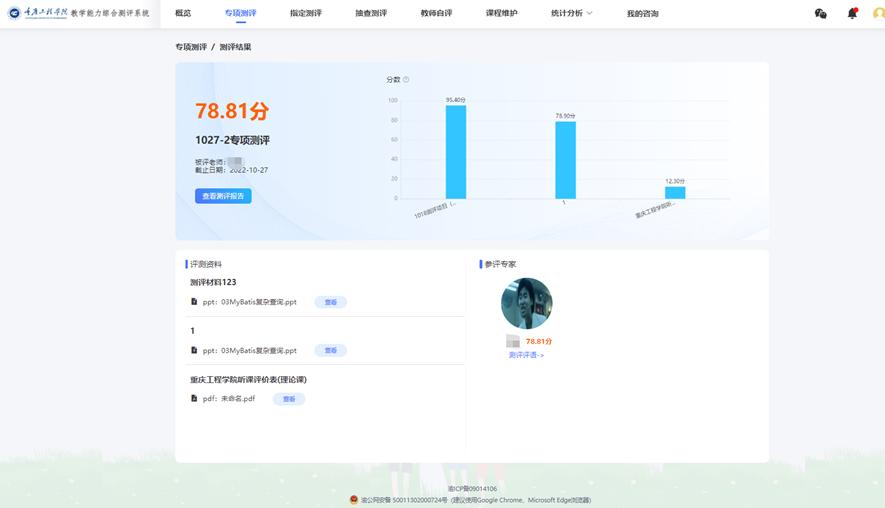 重庆工程学院 教学能力综合测评系统
概览 专项测评 指定测评 抽查测评 教师自评 课程维护 统计分析 我的咨询
专项测评 / 测评结果
78.81分
1027-2专项测评
被评老师：
截止日期：2022-10-27
查看测评报告
分数
100
80
60
40
20
0
95.40分
78.90分
12.30分
1018测评项目（...
1
重庆工程学院听...
评测资料
测评材料123
ppt：03MyBatis复杂查询.ppt 查看
1
ppt：03MyBatis复杂查询.ppt 查看
重庆工程学院听课评价表(理论课)
pdf：未命名.pdf 查看
参评专家
78.81分
测评评语->
渝ICP备09014106
渝公网安备 50011302000724号 (建议使用Google Chrome、Microsoft Edge浏览器)